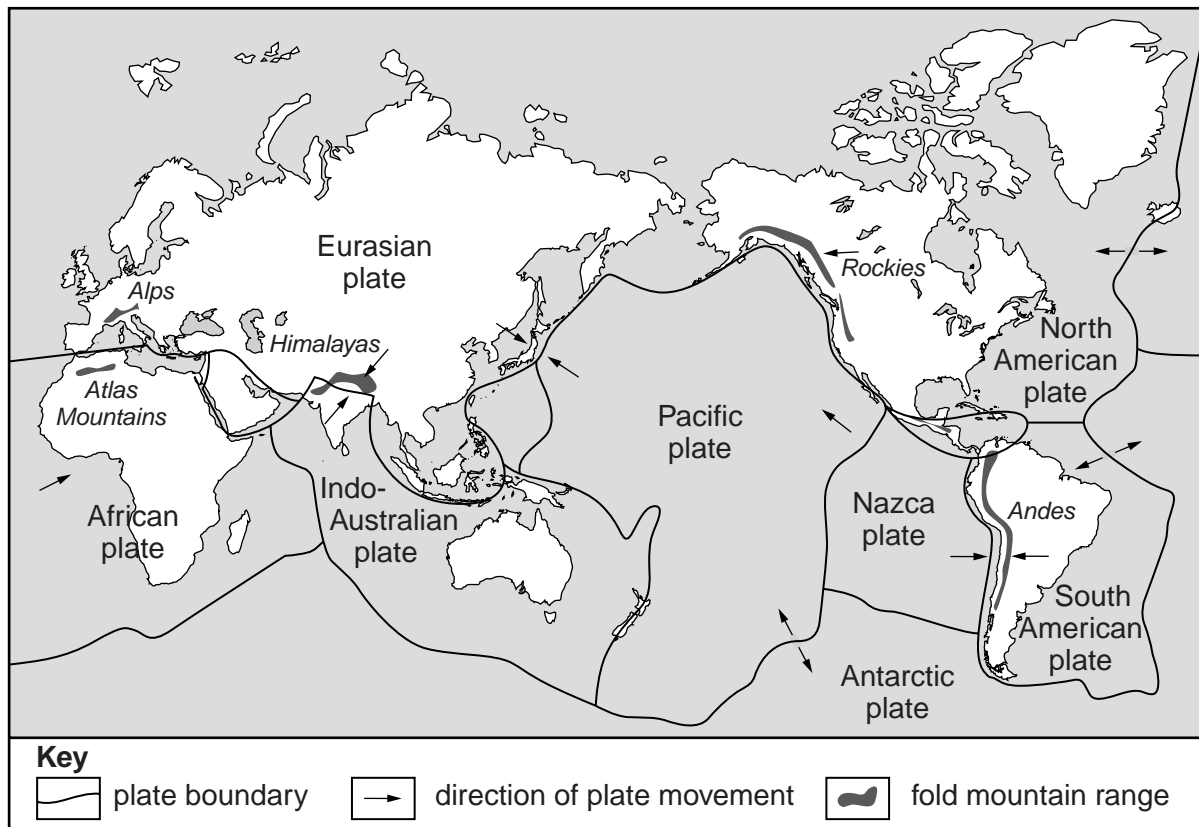 Eurasian
plate
Alps
Himalayas
Atlas
Mountains
African
plate
Indo-
Australian
plate
Pacific
plate
Rockies
North
American
plate
Nazca
plate
Andes
South
American
plate
Antarctic
plate
Key
plate boundary
direction of plate movement
fold mountain range